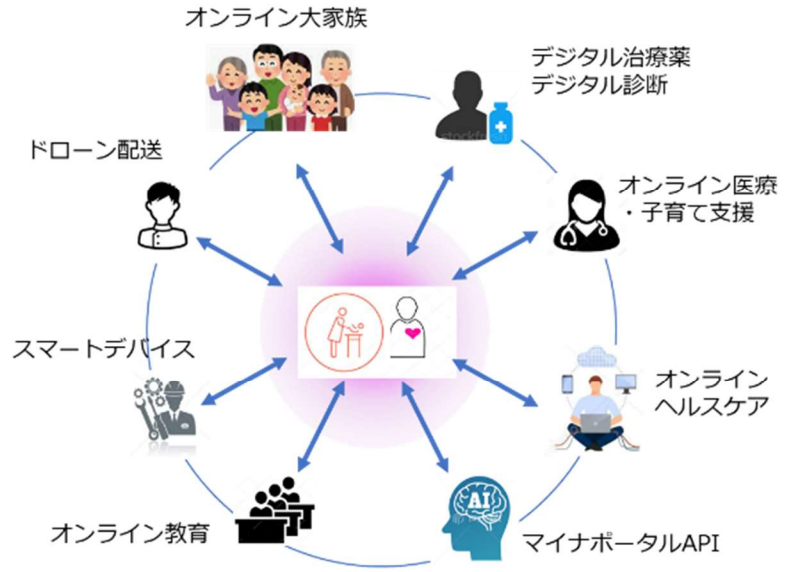 オンライン大家族
デジタル治療薬
デジタル診断
ドローン配送
オンライン医療
・子育て支援
スマートデバイス
オンライン
ヘルスケア
オンライン教育
AI
マイナポータルAPI